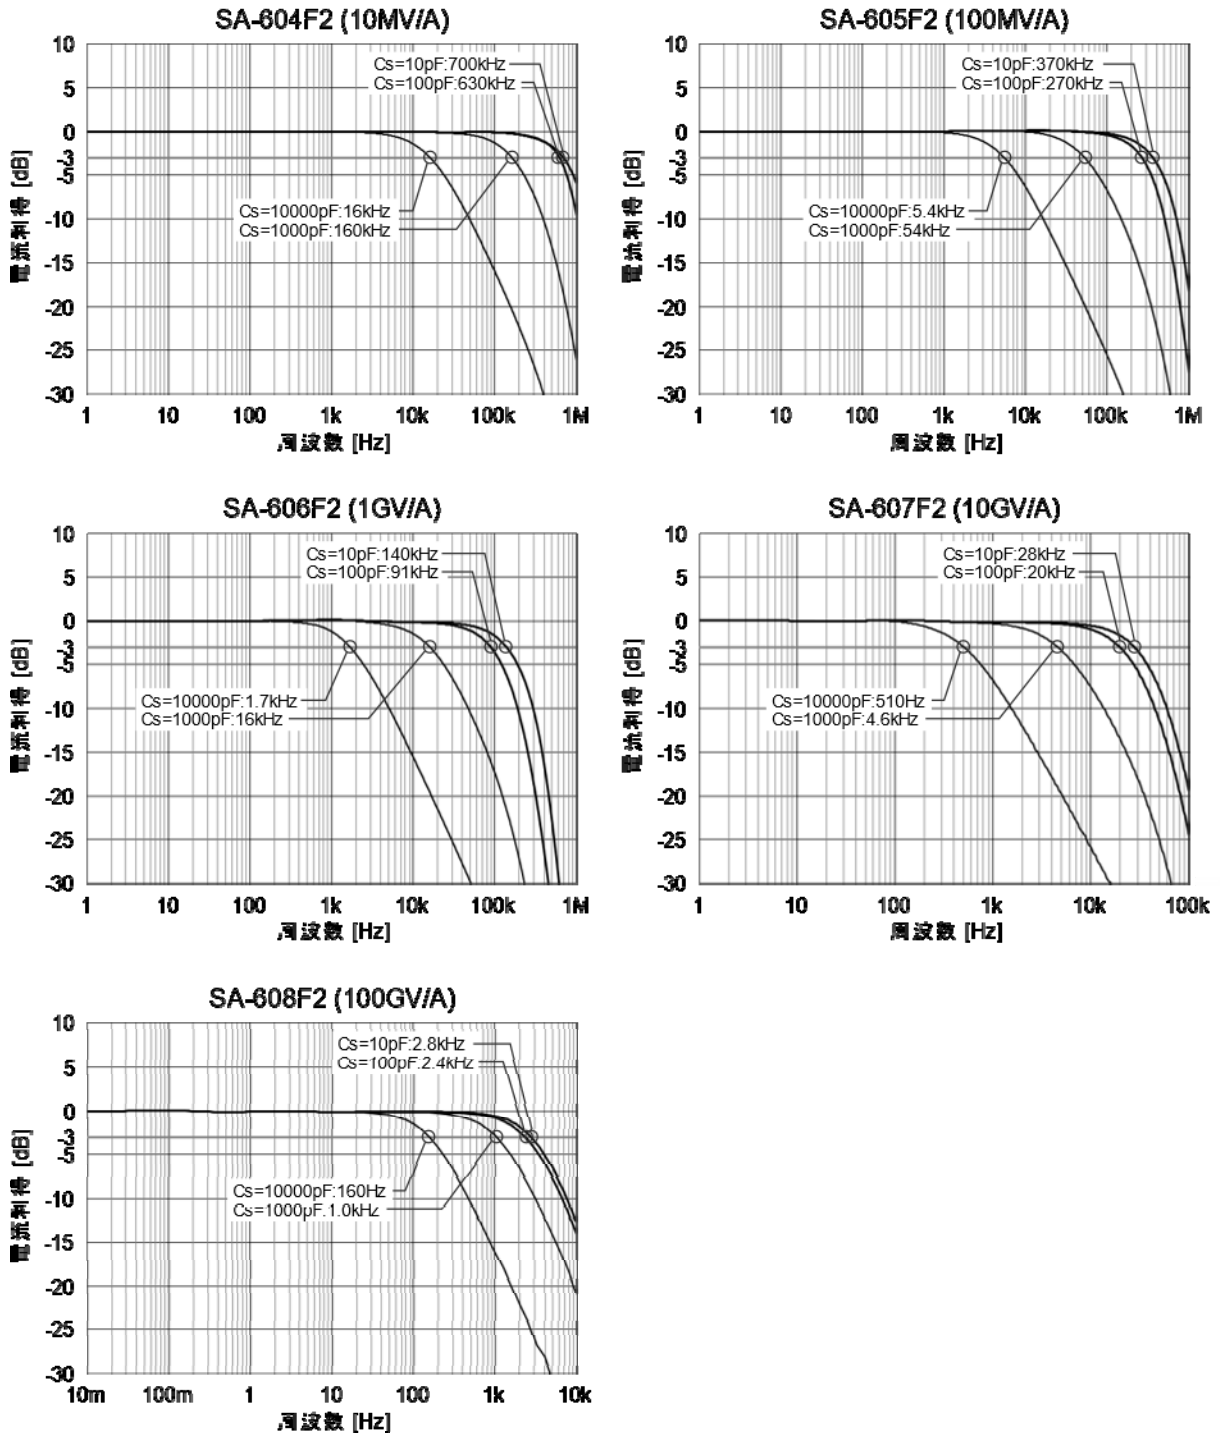 SA-604F2 (10MV/A)
10
5
0
-3
-5
-10
-15
-20
-25
-30
電流利得 [dB]
Cs=10pF:700kHz
Cs=100pF:630kHz
Cs=10000pF:16kHz
Cs=1000pF:160kHz
1
10
100
1k
10k
100k
1M
周波数 [Hz]
SA-605F2 (100MV/A)
10
5
0
-3
-5
-10
-15
-20
-25
-30
電流利得 [dB]
Cs=10pF:370kHz
Cs=100pF:270kHz
Cs=10000pF:5.4kHz
Cs=1000pF:54kHz
1
10
100
1k
10k
100k
1M
周波数 [Hz]
SA-606F2 (1GV/A)
10
5
0
-3
-5
-10
-15
-20
-25
-30
電流利得 [dB]
Cs=10pF:140kHz
Cs=100pF:91kHz
Cs=10000pF:1.7kHz
Cs=1000pF:16kHz
1
10
100
1k
10k
100k
1M
周波数 [Hz]
SA-607F2 (10GV/A)
10
5
0
-3
-5
-10
-15
-20
-25
-30
電流利得 [dB]
Cs=10pF:28kHz
Cs=100pF:20kHz
Cs=10000pF:510Hz
Cs=1000pF:4.6kHz
1
10
100
1k
10k
100k
周波数 [Hz]
SA-608F2 (100GV/A)
10
5
0
-3
-5
-10
-15
-20
-25
-30
電流利得 [dB]
Cs=10pF:2.8kHz
Cs=100pF:2.4kHz
Cs=10000pF:160Hz
Cs=1000pF:1.0kHz
10m
100m
1
10
100
1k
10k
周波数 [Hz]